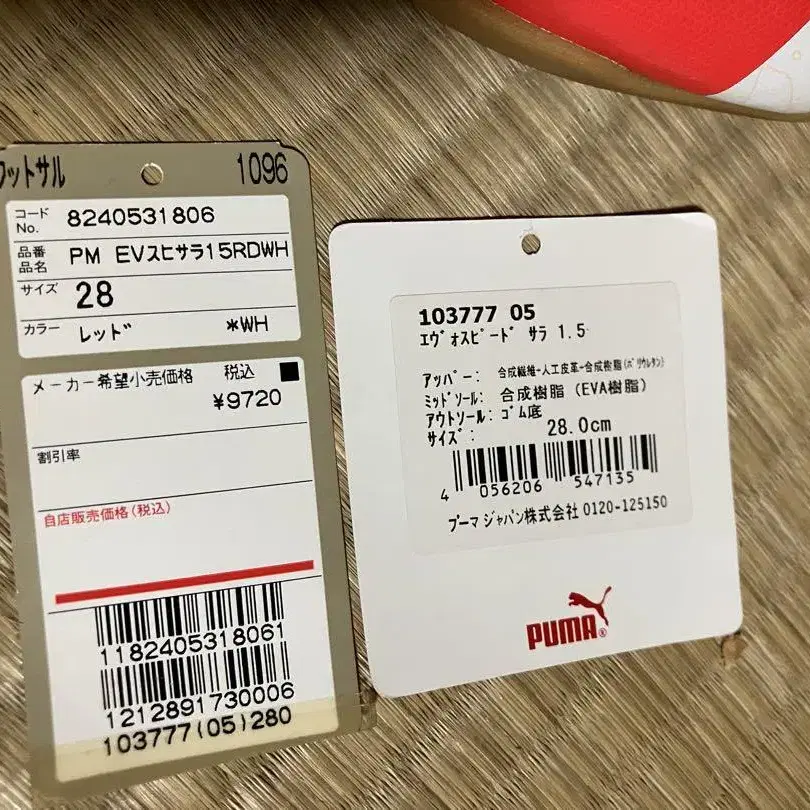 フットサル 1096
コード No. 8240531806
品番 品名 PM EVスヒサラ15RDWH
サイズ 28
カラー レッド *WH
メーカー希望小売価格 税込
¥9720
割引率
自店販売価格(税込)
1182405318061
1212891730006
103777(05)280
103777 05
エヴォスピード サラ 1.5
アッパー: 合成繊維-人工皮革-合成樹脂(ポリウレタン)
ミッドソール: 合成樹脂 (EVA樹脂)
アウトソール: ゴム底
サイズ: 28.0cm
4 056206 547135
プーマ ジャパン株式会社 0120-125150
PUMA®